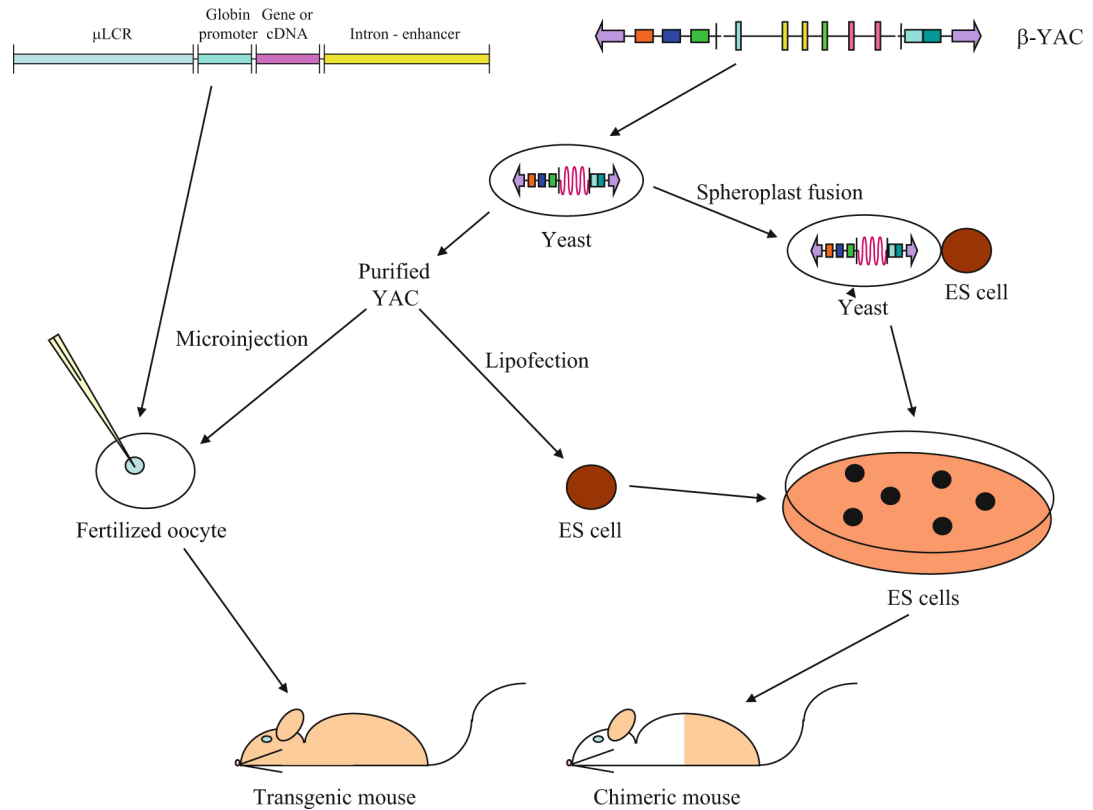 μLCR
Globin
promoter
Gene or
cDNA
Intron - enhancer
β-YAC
Yeast
Spheroplast fusion
Yeast
ES cell
Purified
YAC
Microinjection
Lipofection
Fertilized oocyte
ES cell
ES cells
Transgenic mouse
Chimeric mouse